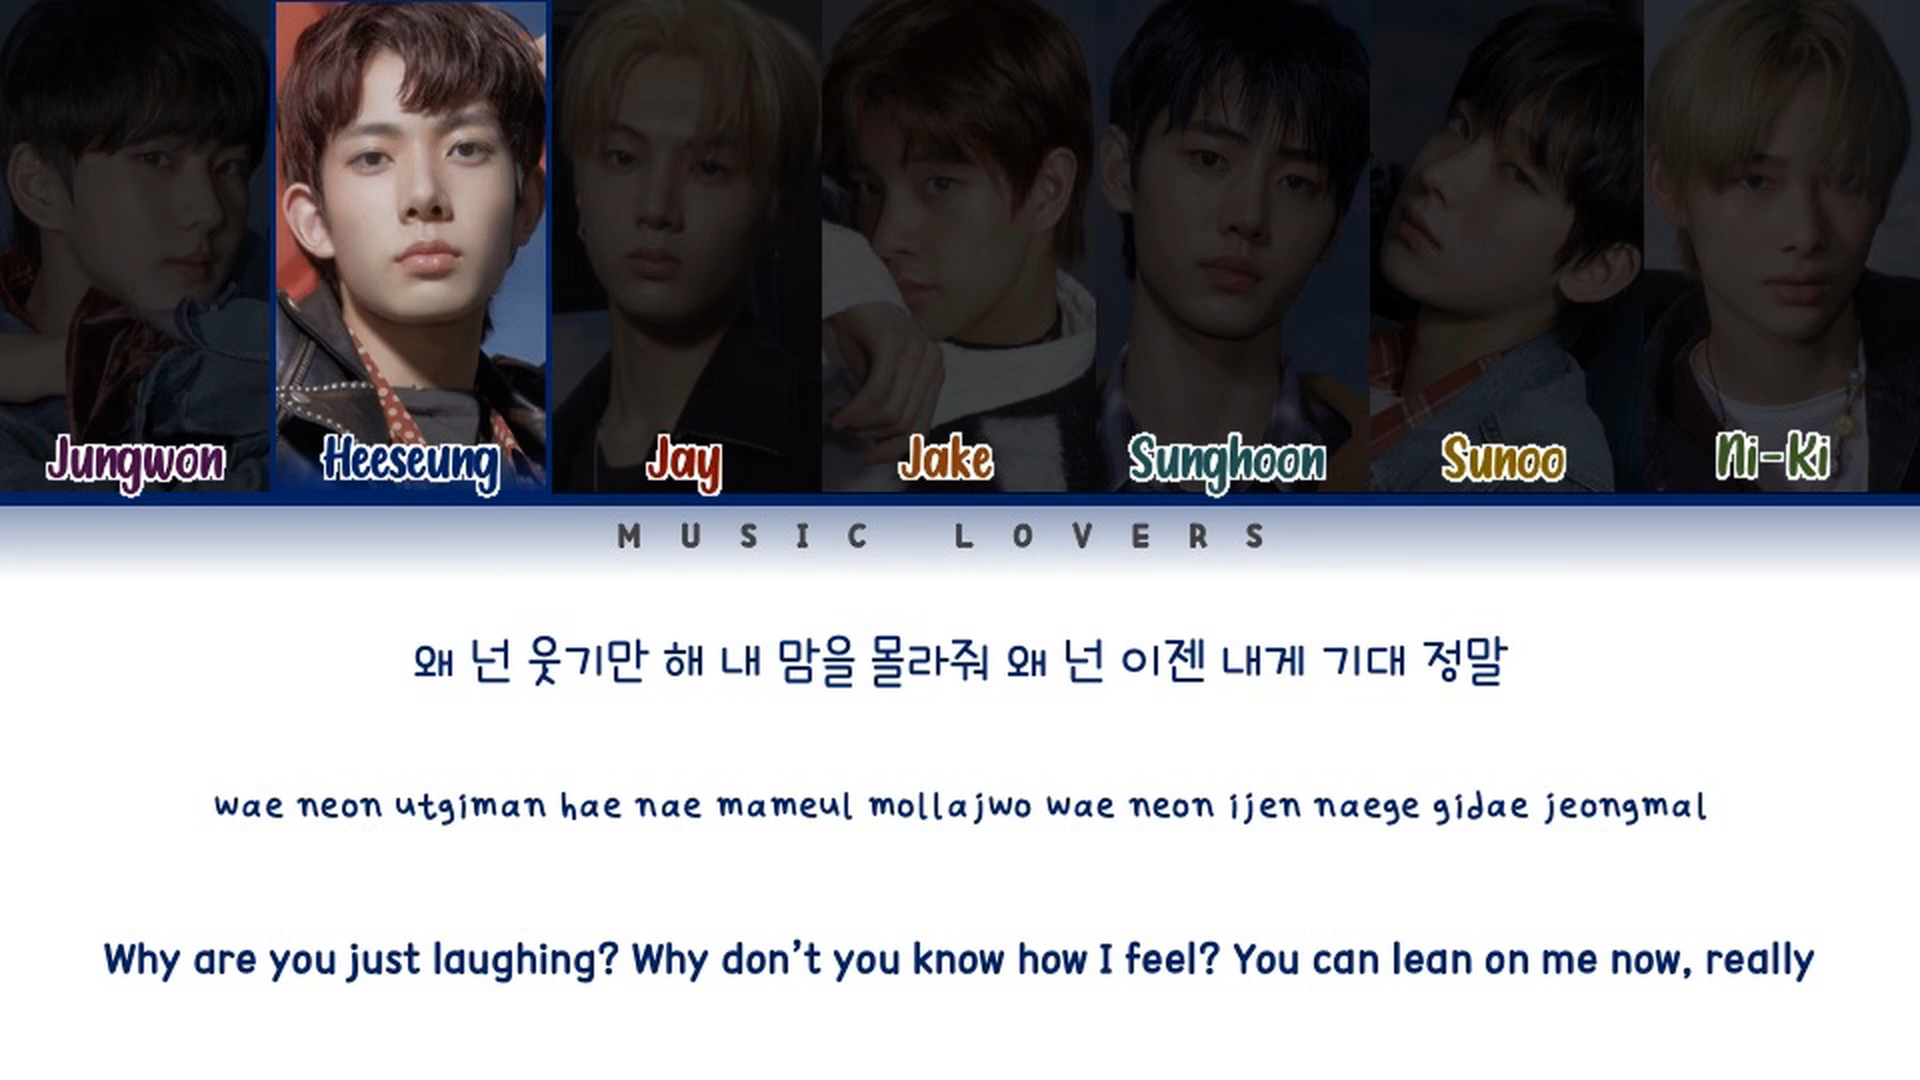 Jungwon Heeseung Jay Jake Sunghoon Sunoo Ni-Ki
MUSIC LOVERS
왜 넌 웃기만 해 내 맘을 몰라줘 왜 넌 이젠 내게 기대 정말
wae neon utgiman hae nae mameul mollajwo wae neon ijen naege gidae jeongmal
Why are you just laughing? Why don't you know how I feel? You can lean on me now, really